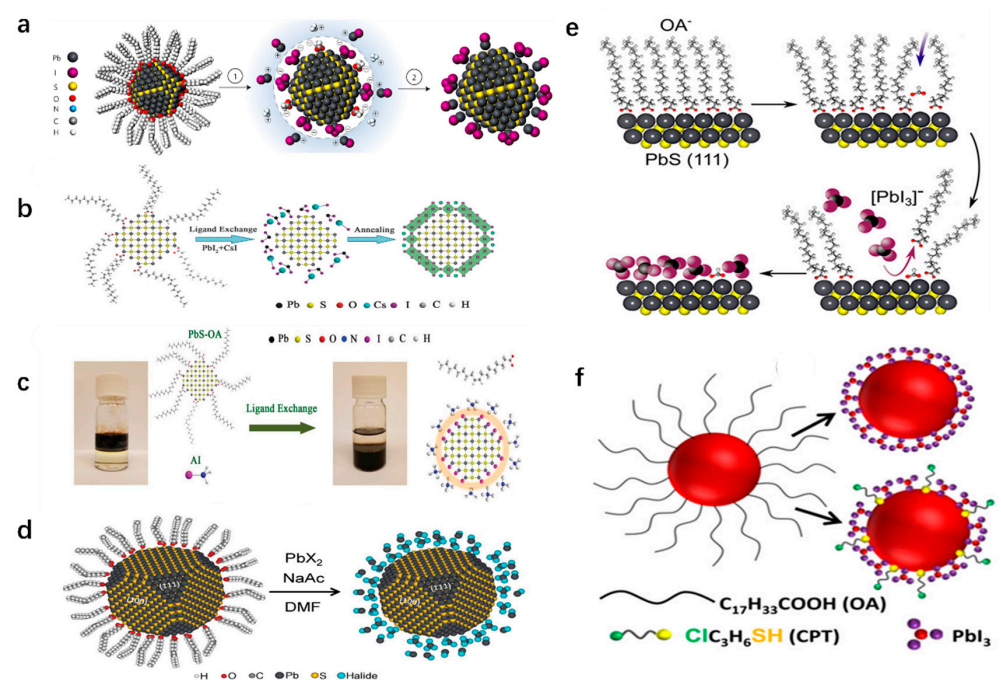 a
Pb
I
S
O
N
C
H
1
2
b
Ligand Exchange
PbI₂+CsI
Annealing
Pb S O Cs I C H
c
PbS-OA
Pb S O N I C H
Ligand Exchange
AI
d
[111]
[100]
PbX₂
NaAc
DMF
[111]
[100]
H O C Pb S Halide
e
OA⁻
PbS (111)
[PbI₃]⁻
f
C₁₇H₃₃COOH (OA)
ClC₃H₆SH (CPT)
PbI₃